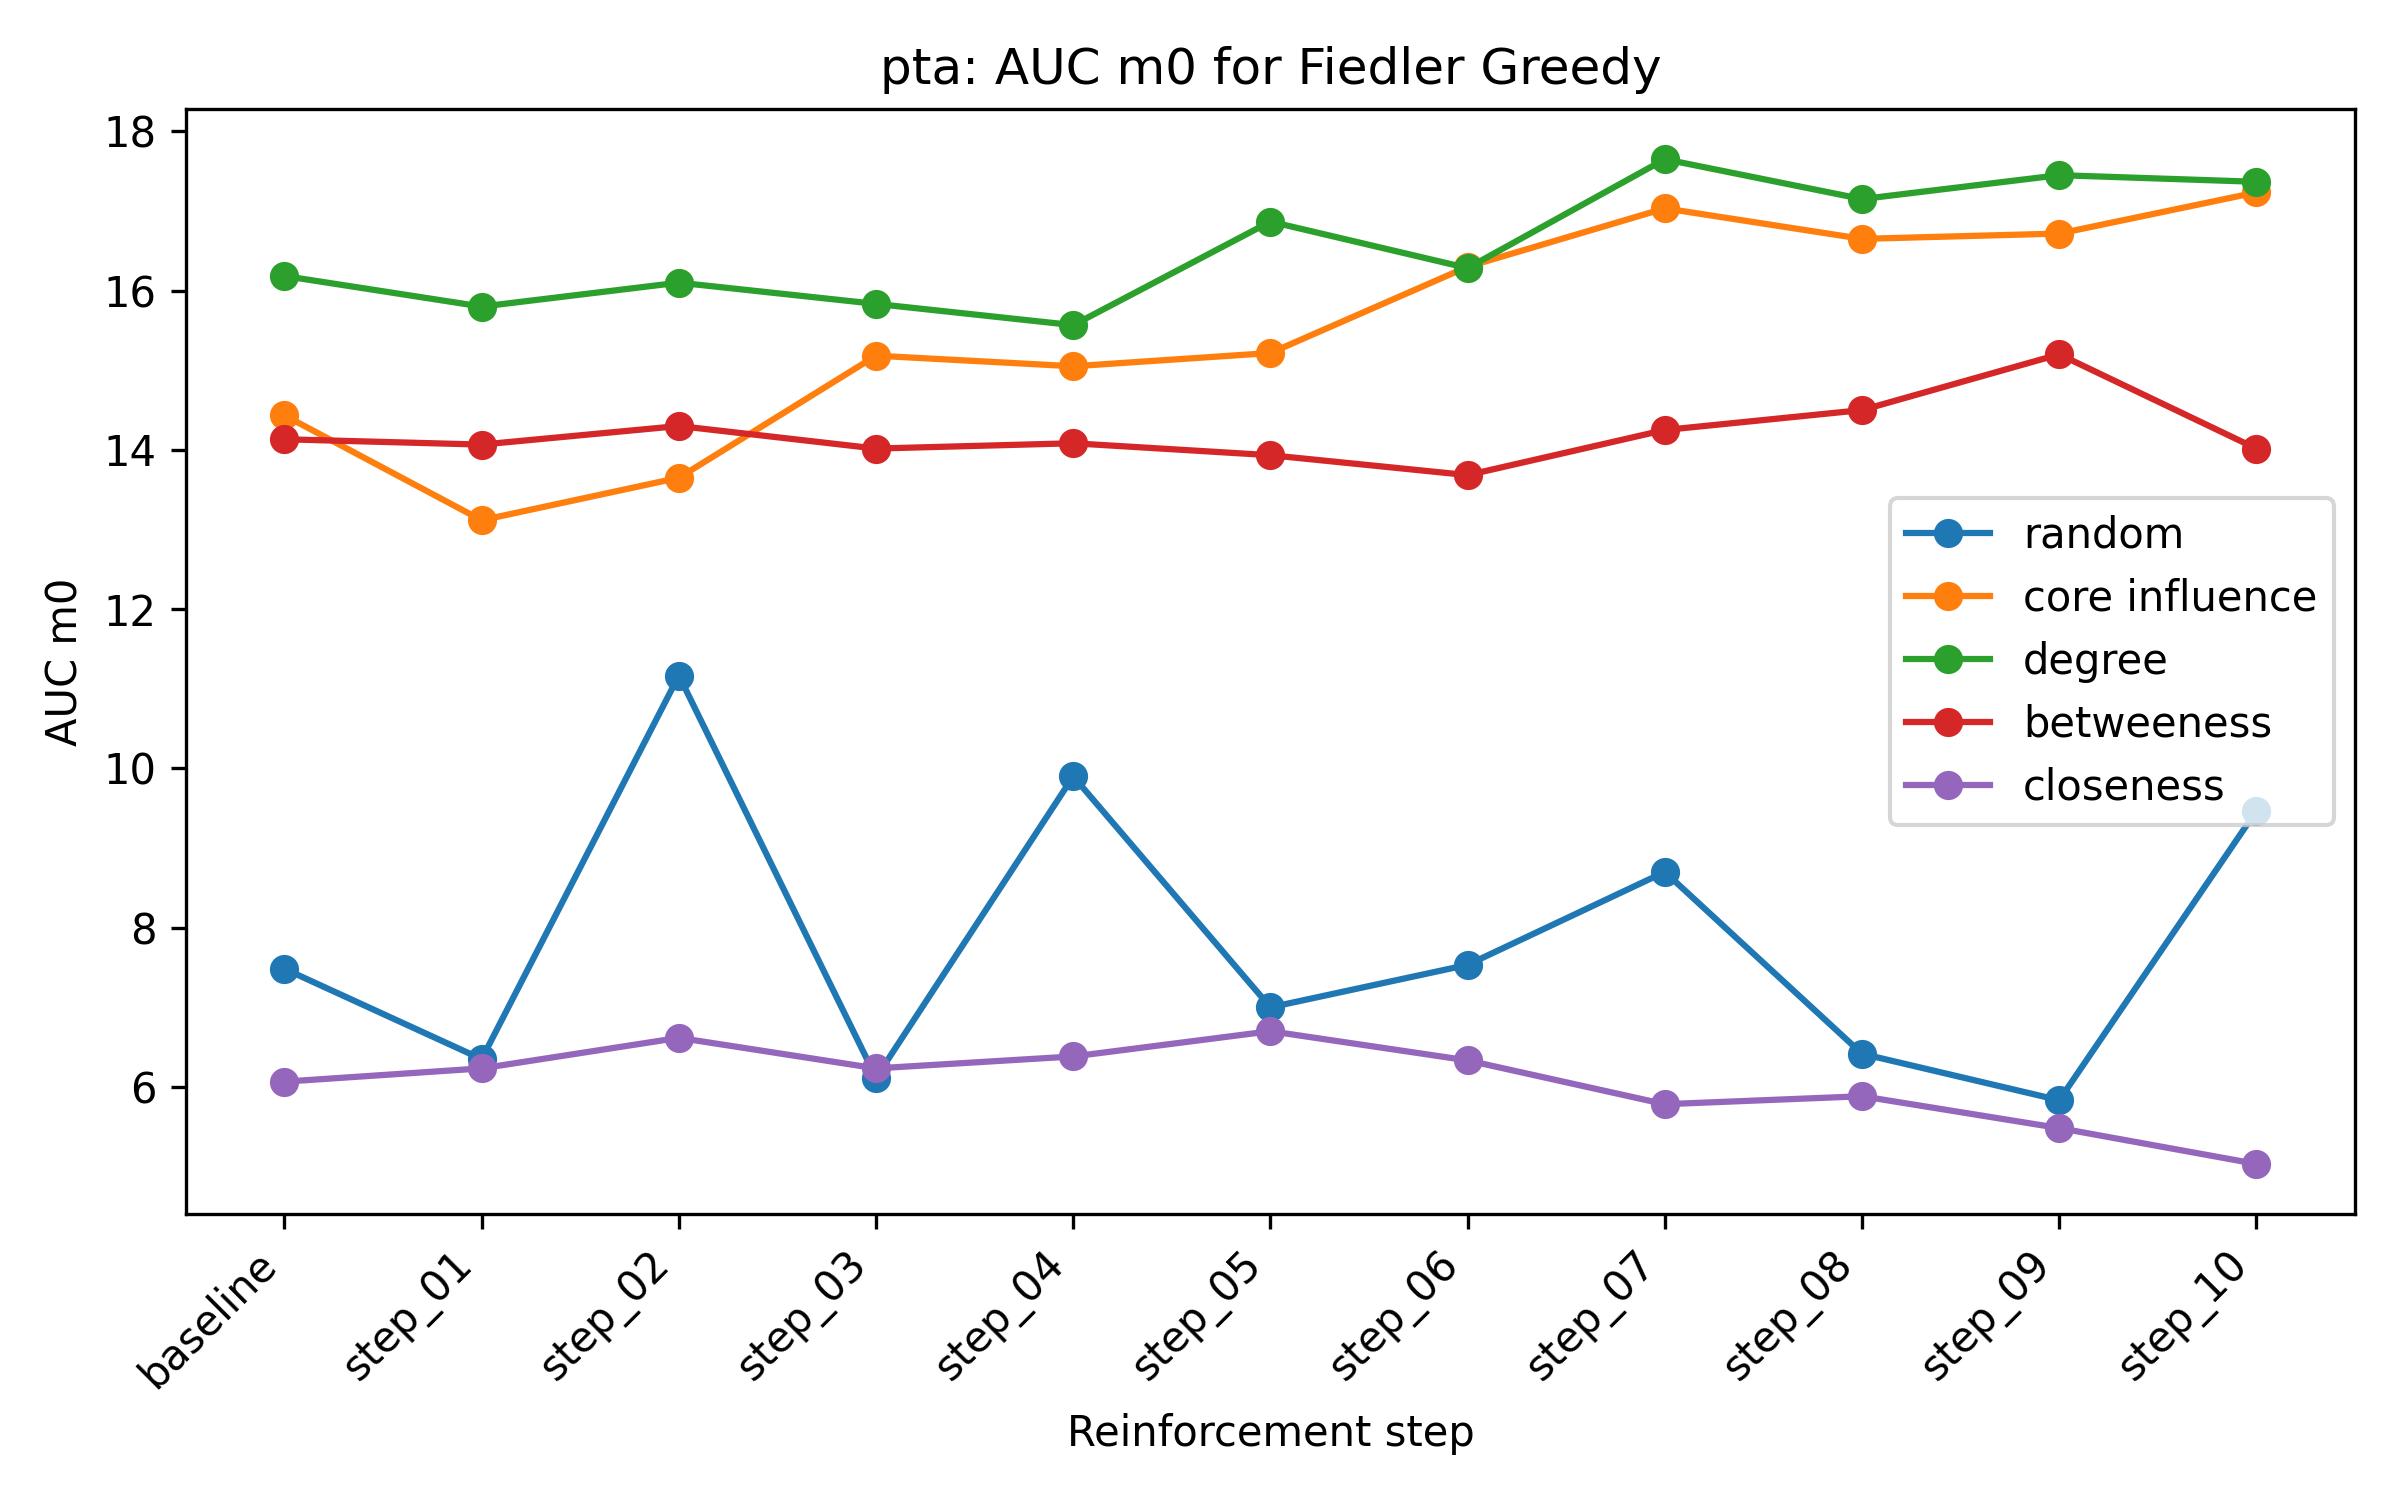 pta: AUC m0 for Fiedler Greedy
AUC m0
18
16
14
12
10
8
6
random
core influence
degree
betweeness
closeness
baseline
step_01
step_02
step_03
step_04
step_05
step_06
step_07
step_08
step_09
step_10
Reinforcement step